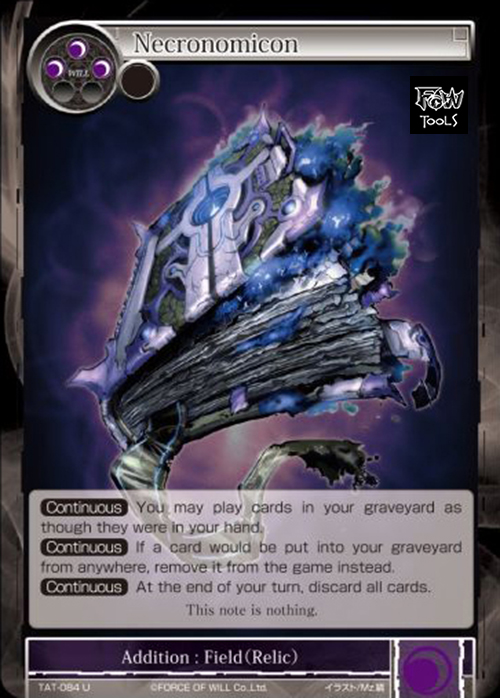 Necronomicon
WILL
FOW
TOOLS
Continuous You may play cards in your graveyard as
though they were in your hand.
Continuous If a card would be put into your graveyard
from anywhere, remove it from the game instead.
Continuous At the end of your turn, discard all cards.
This note is nothing.
Addition : Field (Relic)
TAT-084 U ©FORCE OF WILL Co.,Ltd. イラスト/Mz.